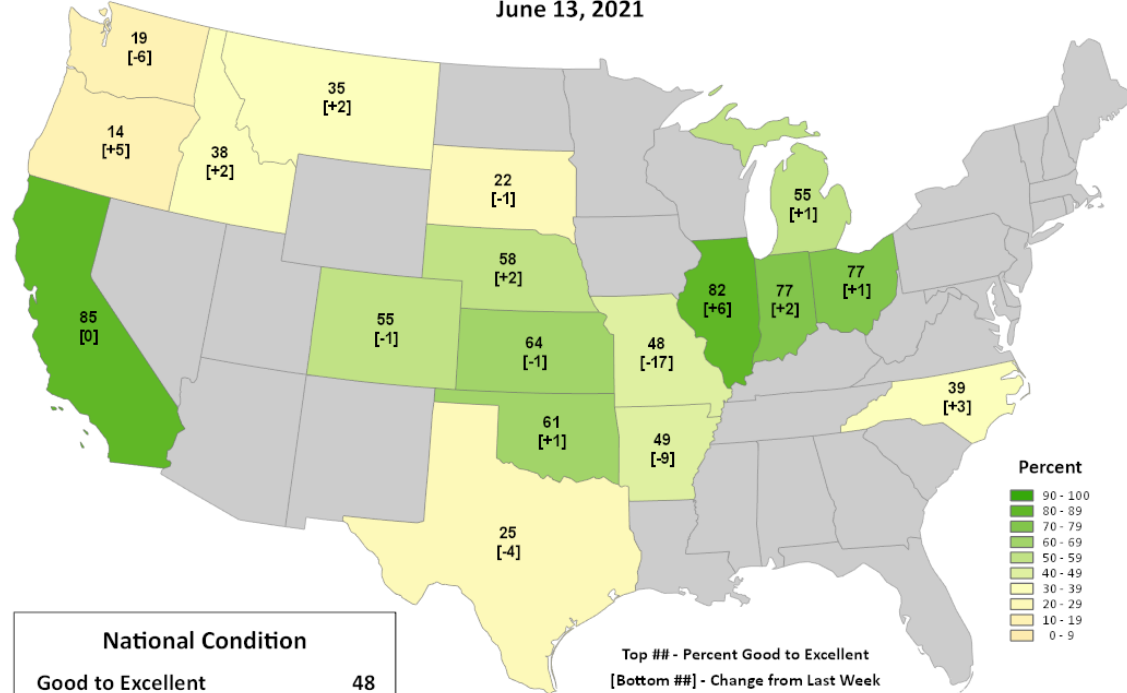 June 13, 2021
19
[-6]
35
[+2]
14
[+5]
38
[+2]
22
[-1]
55
[+1]
58
[+2]
82
[+6]
77
[+2]
77
[+1]
85
[0]
55
[-1]
64
[-1]
48
[-17]
39
[+3]
61
[+1]
49
[-9]
25
[-4]
Percent
90 - 100
80 - 89
70 - 79
60 - 69
50 - 59
40 - 49
30 - 39
20 - 29
10 - 19
0 - 9
National Condition
Good to Excellent 48
Top ## - Percent Good to Excellent
[Bottom ##] - Change from Last Week